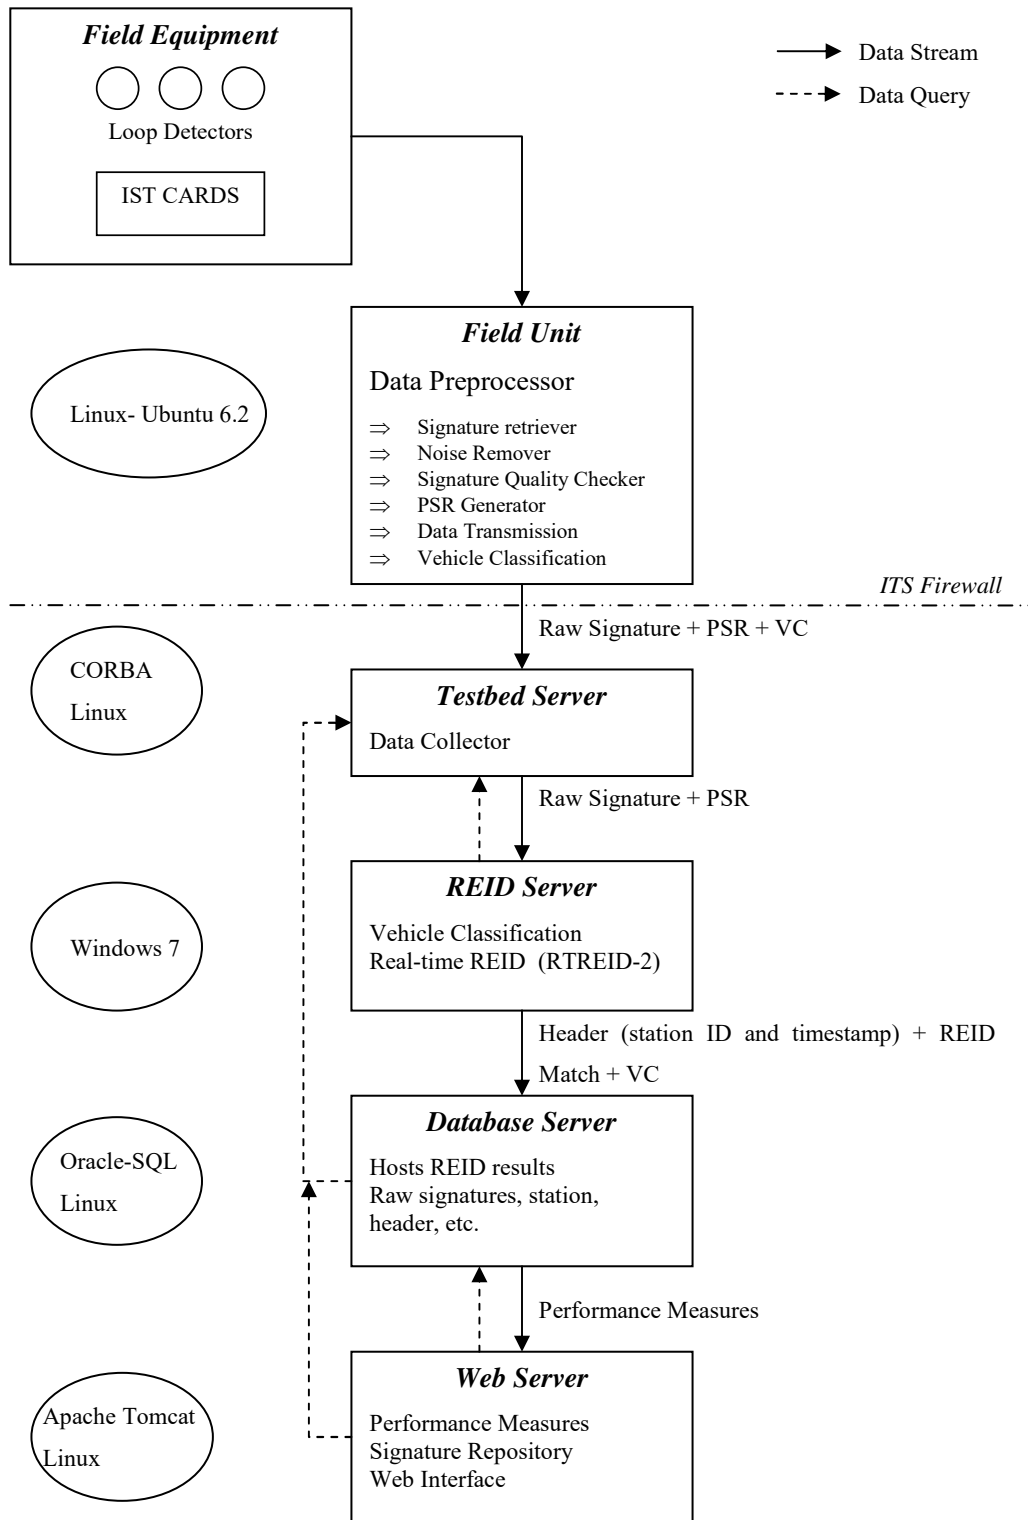 Field Equipment
Loop Detectors
IST CARDS
Data Stream
Data Query
Field Unit
Data Preprocessor
⇒ Signature retriever
⇒ Noise Remover
⇒ Signature Quality Checker
⇒ PSR Generator
⇒ Data Transmission
⇒ Vehicle Classification
Linux- Ubuntu 6.2
ITS Firewall
Raw Signature + PSR + VC
CORBA
Linux
Testbed Server
Data Collector
Raw Signature + PSR
REID Server
Vehicle Classification
Real-time REID (RTREID-2)
Windows 7
Header (station ID and timestamp) + REID
Match + VC
Database Server
Hosts REID results
Raw signatures, station,
header, etc.
Oracle-SQL
Linux
Performance Measures
Web Server
Performance Measures
Signature Repository
Web Interface
Apache Tomcat
Linux